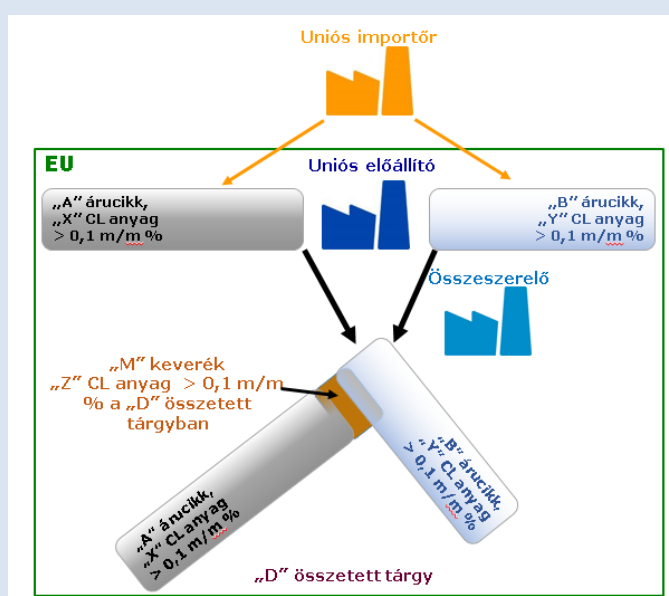 Uniós importőr
EU
Uniós előállító
„A” árucikk,
„X” CL anyag
> 0,1 m/m %
„B” árucikk,
„Y” CL anyag
> 0,1 m/m %
Összeszerelő
„M” keverék
„Z” CL anyag > 0,1 m/m
% a „D” összetett
tárgyban
„A” árucikk,
„X” CL anyag
> 0,1 m/m %
„B” árucikk,
„Y” CL anyag
> 0,1 m/m %
„D” összetett tárgy